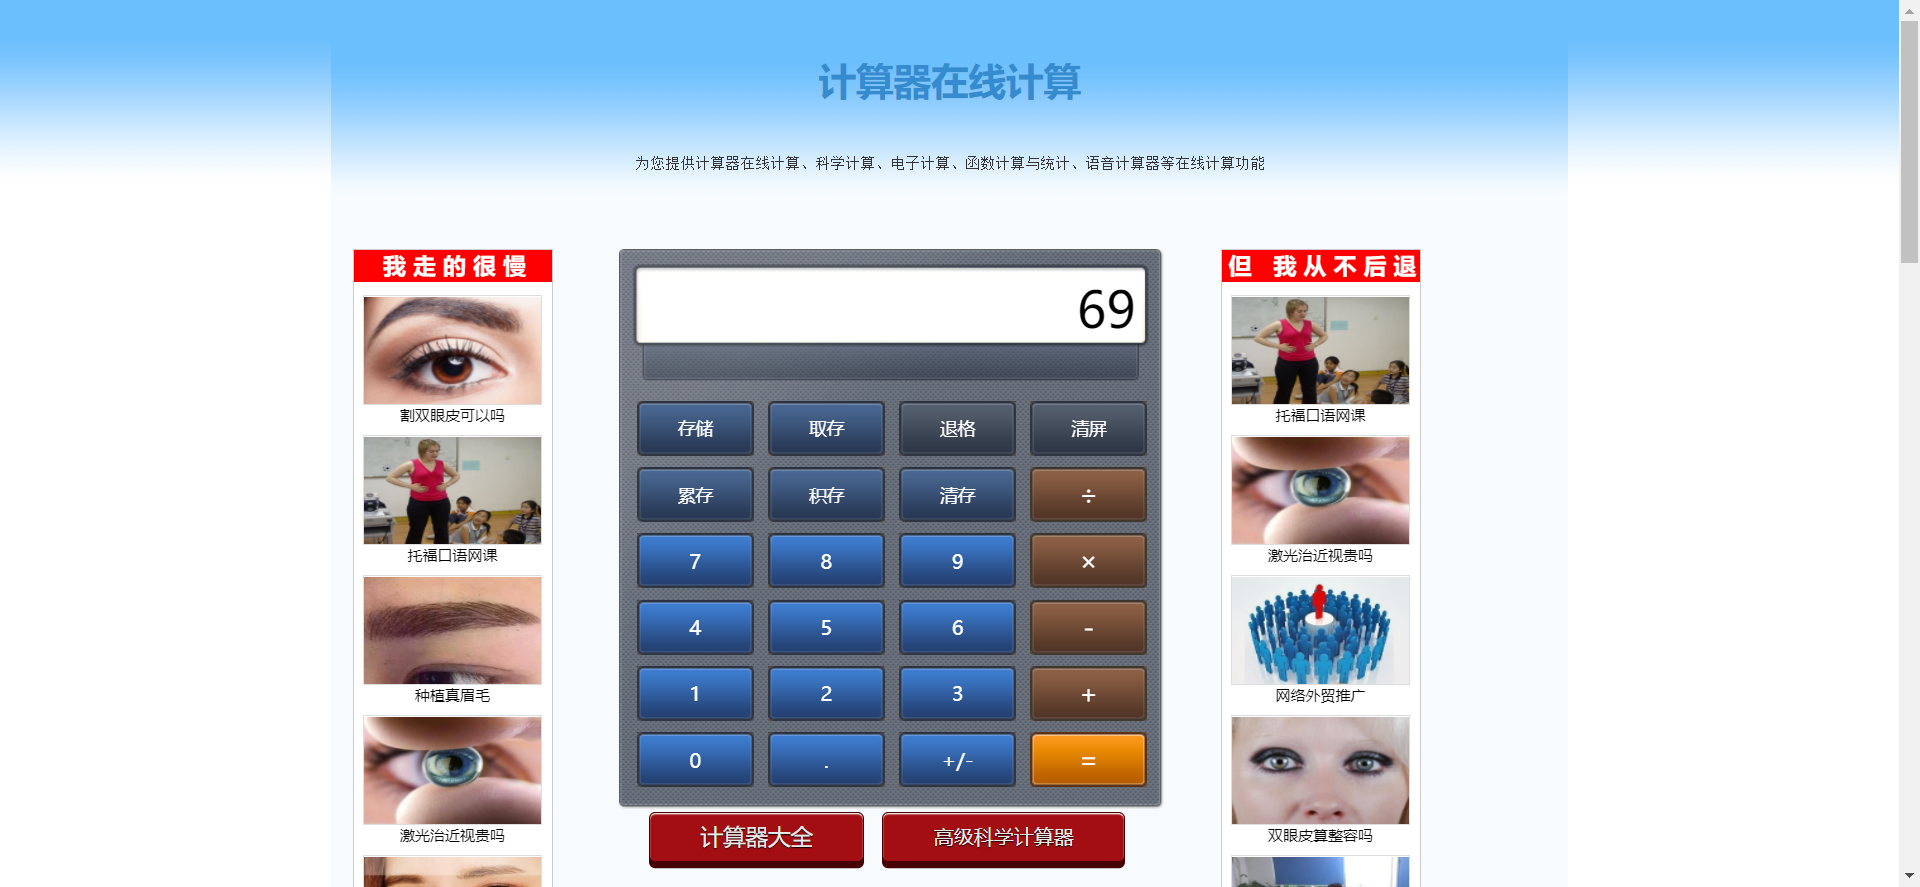 计算器在线计算
为您提供计算器在线计算、科学计算、电子计算、函数计算与统计、语音计算器等在线计算功能
我走的很慢
割双眼皮可以吗
托福口语网课
种植真眉毛
激光治近视贵吗
69
存储 取存 退格 清屏
累存 积存 清存 ÷
7 8 9 ×
4 5 6 -
1 2 3 +
0 . +/- =
计算器大全 高级科学计算器
但 我从不后退
托福口语网课
激光治近视贵吗
网络外贸推广
双眼皮算整容吗